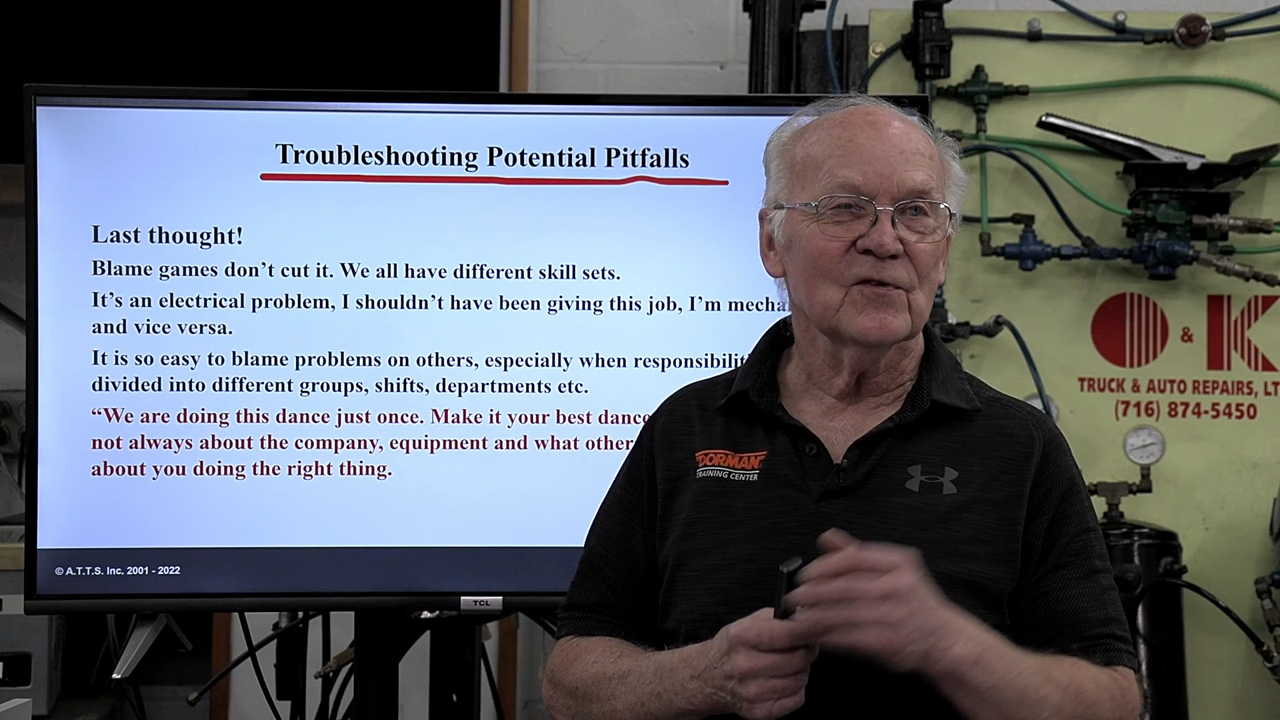 Troubleshooting Potential Pitfalls
Last thought!
Blame games don't cut it. We all have different skill sets.
It's an electrical problem, I shouldn't have been giving this job, I'm
and vice versa.
It is so easy to blame problems on others, especially when
divided into different groups, shifts, departments etc.
“We are doing this dance just once. Make it your best dance
not always about the company, equipment and what other
about you doing the right thing.
© A.T.T.S. Inc. 2001 - 2022
TCL
DORMAN
TRAINING CENTER
O & K
TRUCK & AUTO REPAIRS,
(716) 874-5450